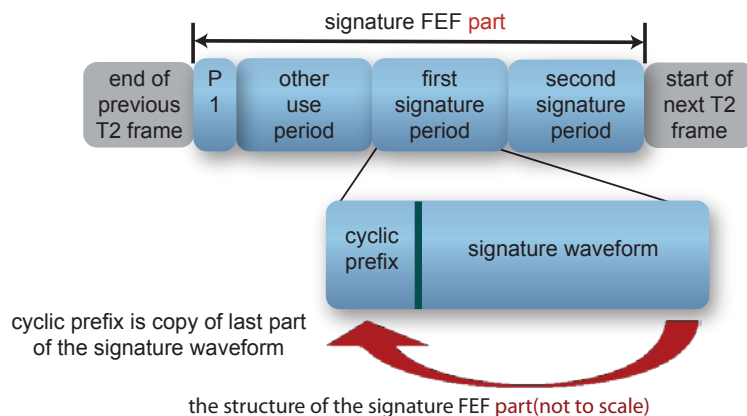 signature FEF part
end of
previous
T2 frame
P
1
other
use
period
first
signature
period
second
signature
period
start of
next T2
frame
cyclic
prefix
signature waveform
cyclic prefix is copy of last part
of the signature waveform
the structure of the signature FEF part(not to scale)